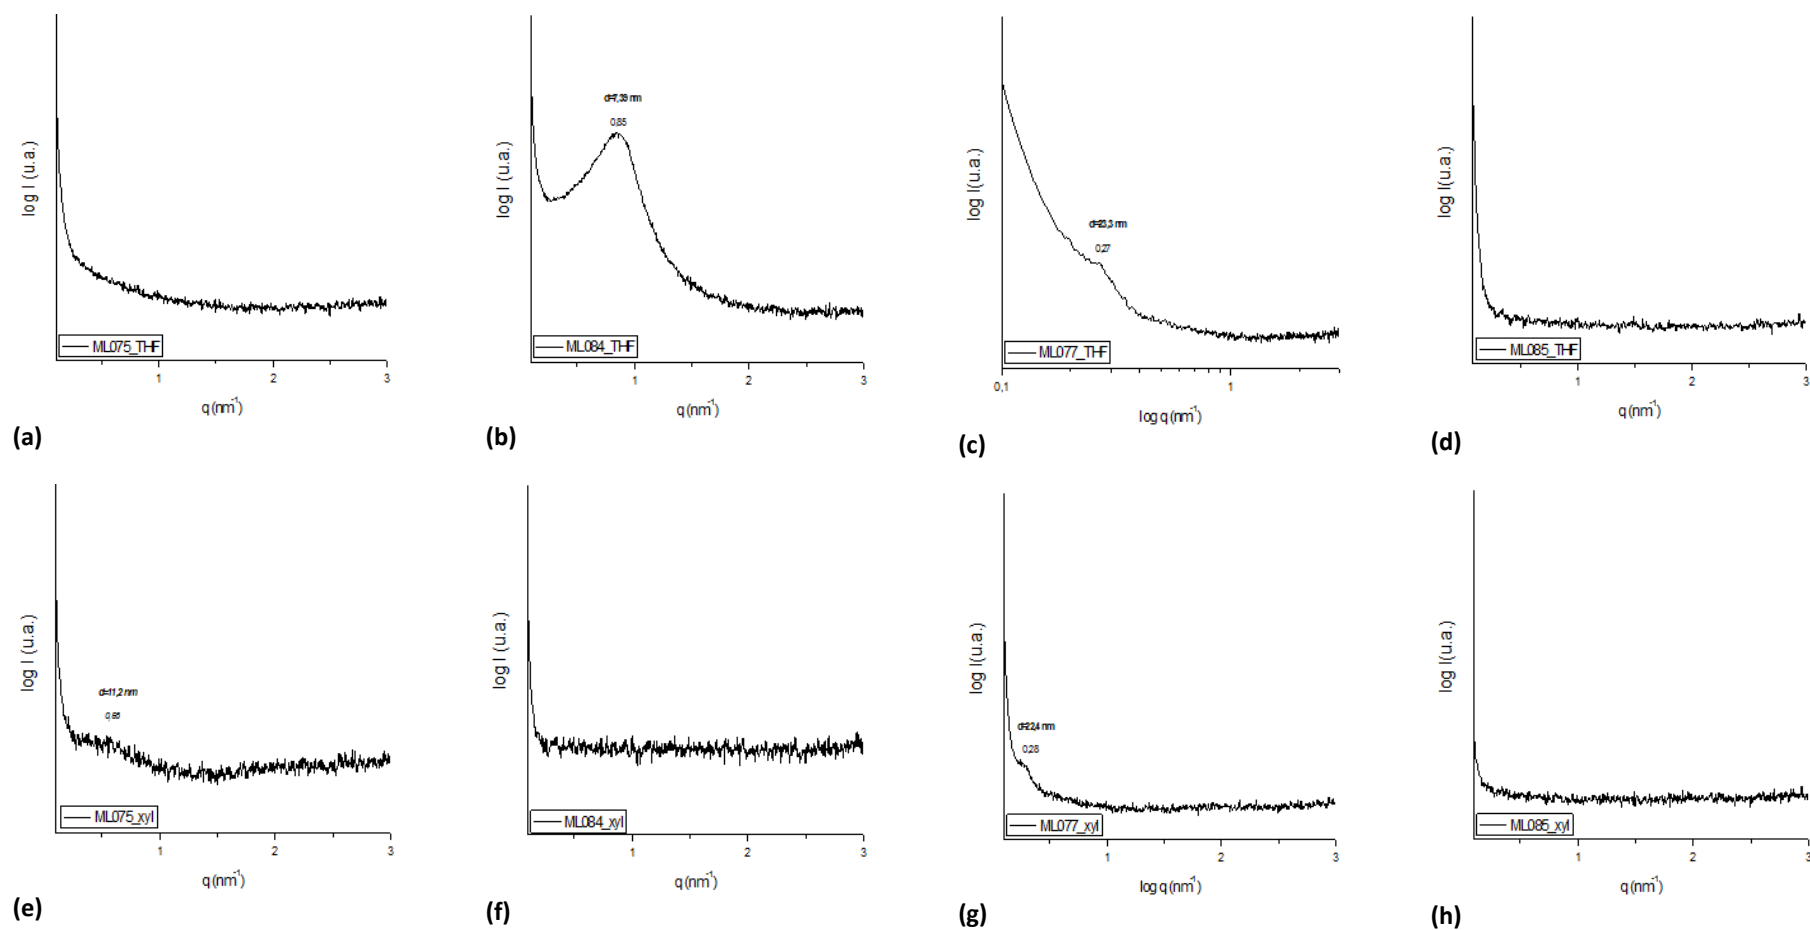 log I (u.a.)
ML075_THF
1 2 3
q (nm⁻¹)
(a)
log I (u.a.)
d=7,39 nm
0,85
ML084_THF
1 2 3
q (nm⁻¹)
(b)
log I(u.a.)
d=23,3 nm
0,27
ML077_THF
0,1 1
log q (nm⁻¹)
(c)
log I(u.a.)
ML085_THF
1 2 3
q (nm⁻¹)
(d)
log I (u.a.)
d=11,2 nm
0,56
ML075_xyl
1 2 3
q (nm⁻¹)
(e)
log I (u.a.)
ML084_xyl
1 2 3
q (nm⁻¹)
(f)
log I(u.a.)
d=22,4 nm
0,28
ML077_xyl
1 2 3
log q (nm⁻¹)
(g)
log I(u.a.)
ML085_xyl
1 2 3
q (nm⁻¹)
(h)